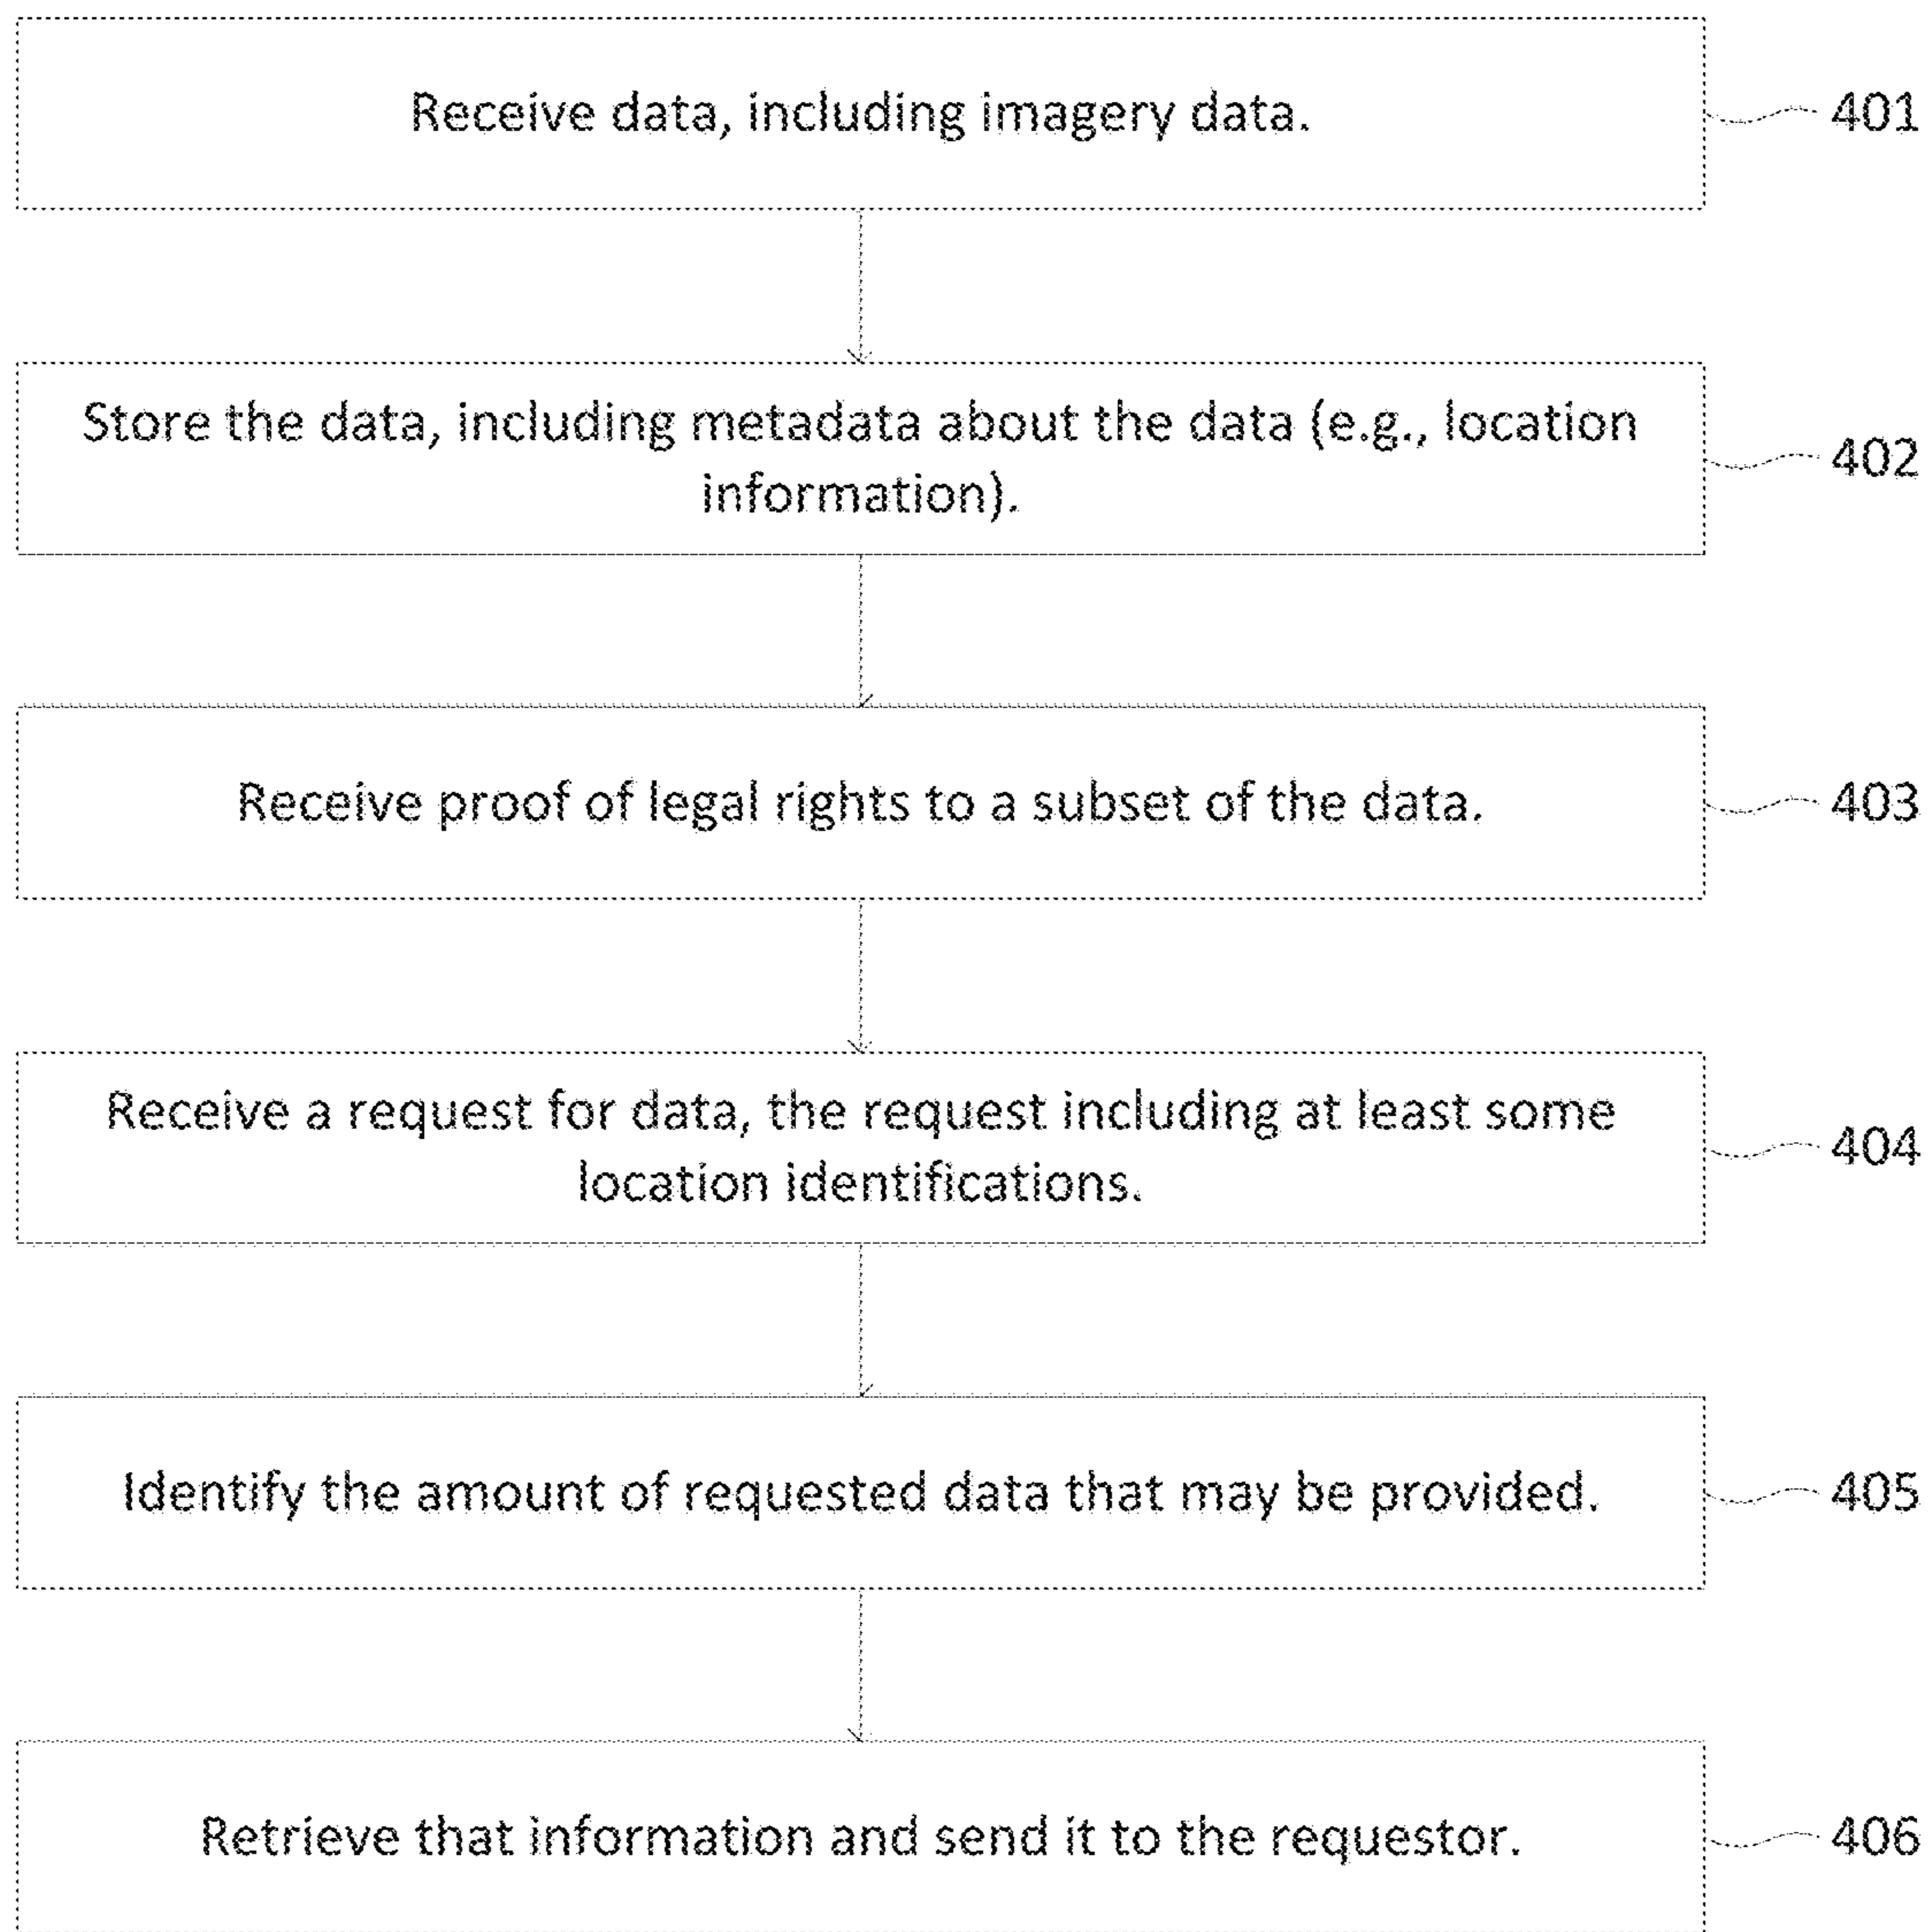 Receive data, including imagery data.
401
Store the data, including metadata about the data (e.g., location
information).
402
Receive proof of legal rights to a subset of the data.
403
Receive a request for data, the request including at least some
location identifications.
404
Identify the amount of requested data that may be provided.
405
Retrieve that information and send it to the requestor.
406